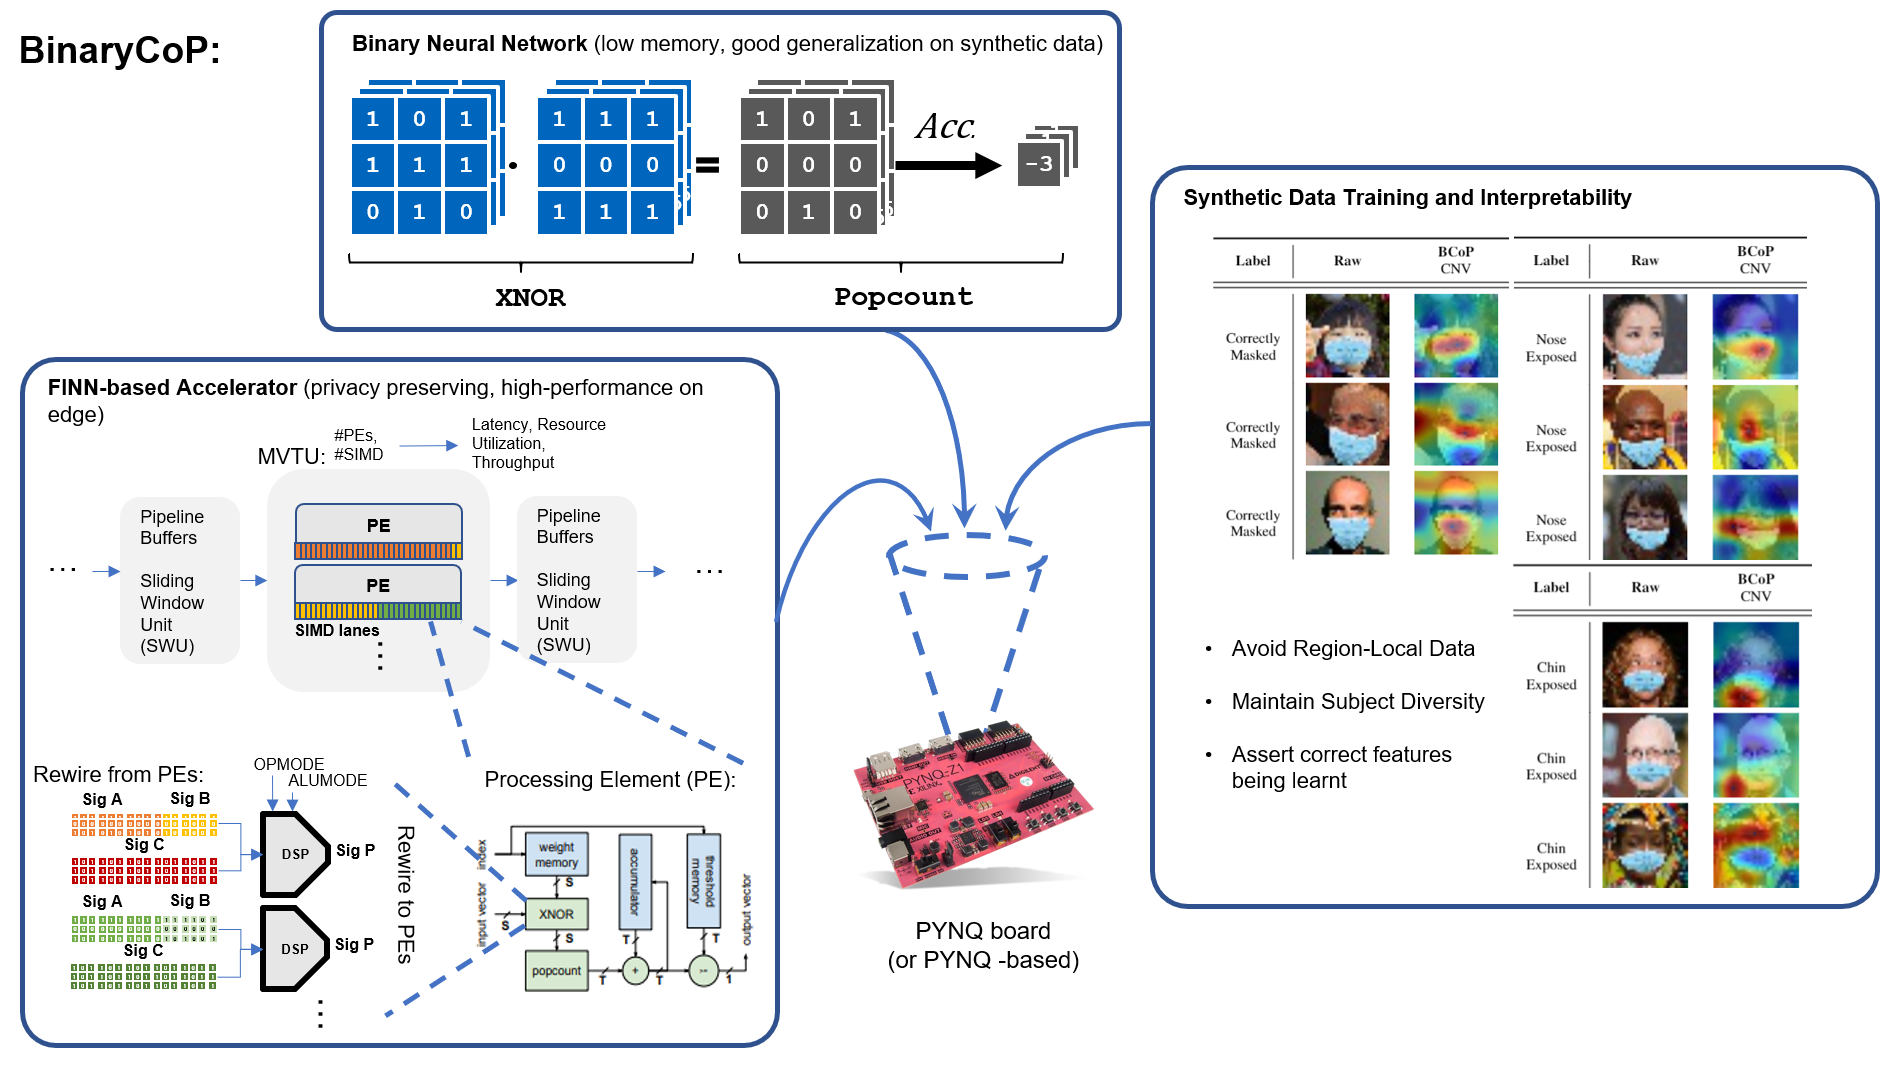 BinaryCoP:
Binary Neural Network (low memory, good generalization on synthetic data)
1 0 1
1 1 1
0 1 0
·
1 1 1
0 0 0
1 1 1
=
1 0 1
0 0 0
0 1 0
Acc.
-3
XNOR
Popcount
FINN-based Accelerator (privacy preserving, high-performance on
edge)
MVTU:
#PEs,
#SIMD
Latency, Resource
Utilization,
Throughput
...
Pipeline
Buffers
Sliding
Window
Unit
(SWU)
PE
PE
SIMD lanes
...
Pipeline
Buffers
Sliding
Window
Unit
(SWU)
...
Rewire from PEs:
OPMODE
ALUMODE
Sig A
Sig B
Sig C
DSP
Sig P
Sig A
Sig B
Sig C
DSP
Sig P
...
Rewire to PEs
Processing Element (PE):
index
input vector
weight
memory
S
S
XNOR
S
popcount
T
accumulator
T
+
T
threshold
memory
T
>=
1
output vector
PYNQ-Z1
XILINX
DIGILENT
PYNQ board
(or PYNQ -based)
Synthetic Data Training and Interpretability
Label Raw BCoP
CNV
Correctly
Masked
Correctly
Masked
Correctly
Masked
Label Raw BCoP
CNV
Nose
Exposed
Nose
Exposed
Nose
Exposed
Label Raw BCoP
CNV
Chin
Exposed
Chin
Exposed
Chin
Exposed
• Avoid Region-Local Data
• Maintain Subject Diversity
• Assert correct features
being learnt